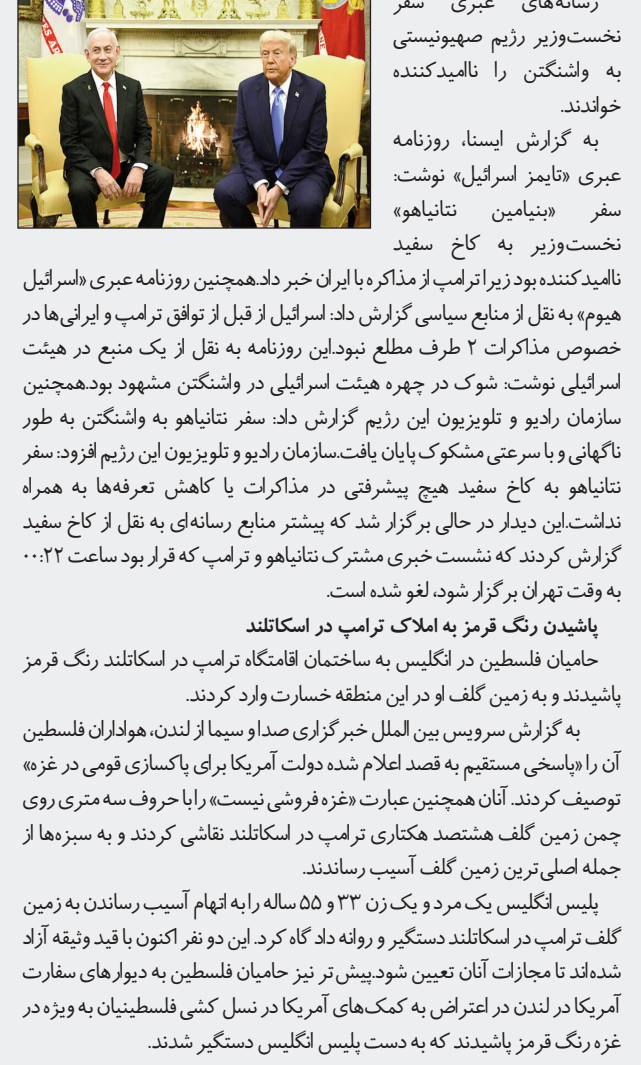 رسانه‌های عبری سفر
نخست‌وزیر رژیم صهیونیستی
به واشنگتن را ناامیدکننده
خواندند.
به گزارش ایسنا، روزنامه
عبری «تایمز اسرائیل» نوشت:
سفر «بنیامین نتانیاهو»
نخست‌وزیر به کاخ سفید
ناامیدکننده بود زیرا ترامپ از مذاکره با ایران خبر داد.همچنین روزنامه عبری «اسرائیل
هیوم» به نقل از منابع سیاسی گزارش داد: اسرائیل از قبل از توافق ترامپ و ایرانی‌ها در
خصوص مذاکرات ۲ طرف مطلع نبود.این روزنامه به نقل از یک منبع در هیئت
اسرائیلی نوشت: شوک در چهره هیئت اسرائیلی در واشنگتن مشهود بود.همچنین
سازمان رادیو و تلویزیون این رژیم گزارش داد: سفر نتانیاهو به واشنگتن به طور
ناگهانی و با سرعتی مشکوک پایان یافت.سازمان رادیو و تلویزیون این رژیم افزود: سفر
نتانیاهو به کاخ سفید هیچ پیشرفتی در مذاکرات یا کاهش تعرفه‌ها به همراه
نداشت.این دیدار در حالی برگزار شد که پیشتر منابع رسانه‌ای به نقل از کاخ سفید
گزارش کردند که نشست خبری مشترک نتانیاهو و ترامپ که قرار بود ساعت ۰۰:۲۲
به وقت تهران برگزار شود، لغو شده است.
پاشیدن رنگ قرمز به املاک ترامپ در اسکاتلند
حامیان فلسطین در انگلیس به ساختمان اقامتگاه ترامپ در اسکاتلند رنگ قرمز
پاشیدند و به زمین گلف او در این منطقه خسارت وارد کردند.
به گزارش سرویس بین الملل خبرگزاری صدا و سیما از لندن، هواداران فلسطین
آن را «پاسخی مستقیم به قصد اعلام شده دولت آمریکا برای پاکسازی قومی در غزه»
توصیف کردند. آنان همچنین عبارت «غزه فروشی نیست» را با حروف سه متری روی
چمن زمین گلف هشتصد هکتاری ترامپ در اسکاتلند نقاشی کردند و به سبزه‌ها از
جمله اصلی‌ترین زمین گلف آسیب رساندند.
پلیس انگلیس یک مرد و یک زن ۳۳ و ۵۵ ساله را به اتهام آسیب رساندن به زمین
گلف ترامپ در اسکاتلند دستگیر و روانه داد گاه کرد. این دو نفر اکنون با قید وثیقه آزاد
شده‌اند تا مجازات آنان تعیین شود.پیش‌تر نیز حامیان فلسطین به دیوارهای سفارت
آمریکا در لندن در اعتراض به کمک‌های آمریکا در نسل کشی فلسطینیان به ویژه در
غزه رنگ قرمز پاشیدند که به دست پلیس انگلیس دستگیر شدند.